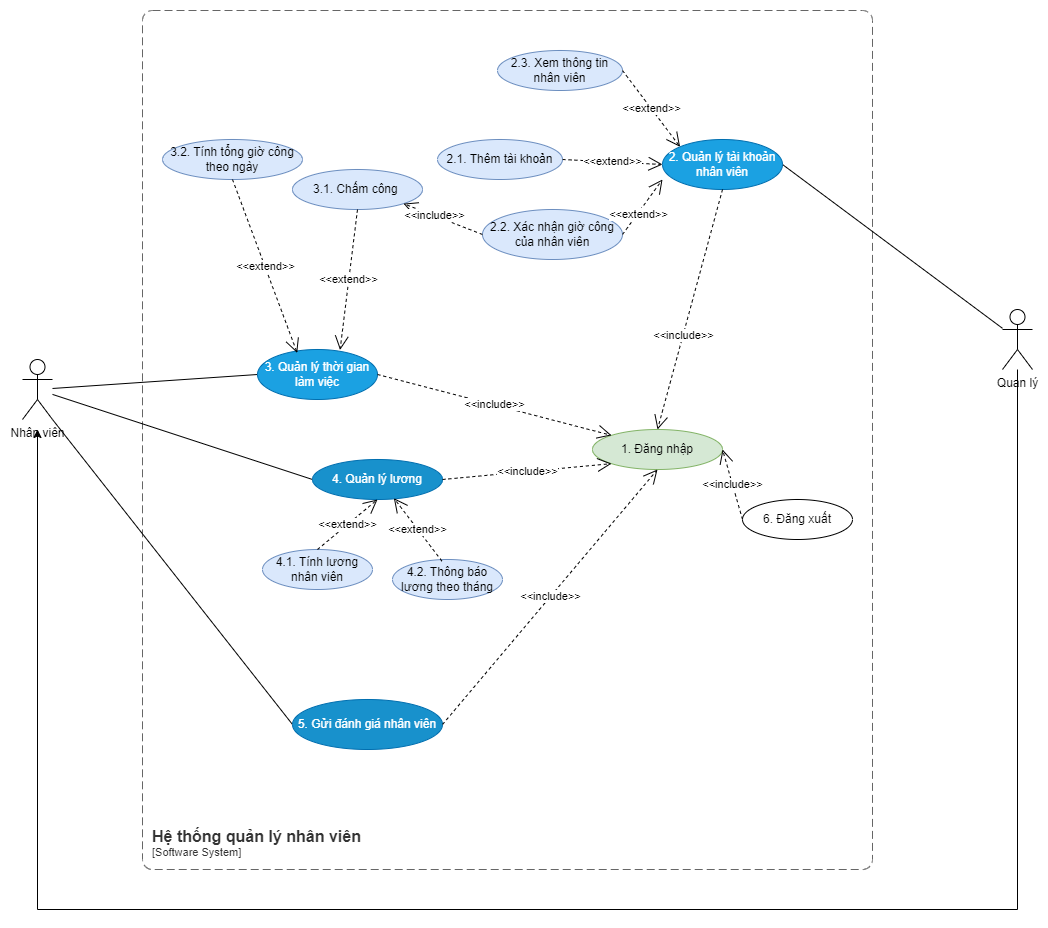 2.3. Xem thông tin
nhân viên
<<extend>>
3.2. Tính tổng giờ công
theo ngày
2.1. Thêm tài khoản
<<extend>>
2. Quản lý tài khoản
nhân viên
3.1. Chấm công
<<include>>
2.2. Xác nhận giờ công
của nhân viên
<<extend>>
<<extend>>
<<extend>>
<<include>>
3. Quản lý thời gian
làm việc
<<include>>
Nhân viên
Quản lý
1. Đăng nhập
4. Quản lý lương
<<include>>
<<include>>
<<extend>>
<<extend>>
6. Đăng xuất
4.1. Tính lương
nhân viên
4.2. Thông báo
lương theo tháng
<<include>>
5. Gửi đánh giá nhân viên
Hệ thống quản lý nhân viên
[Software System]